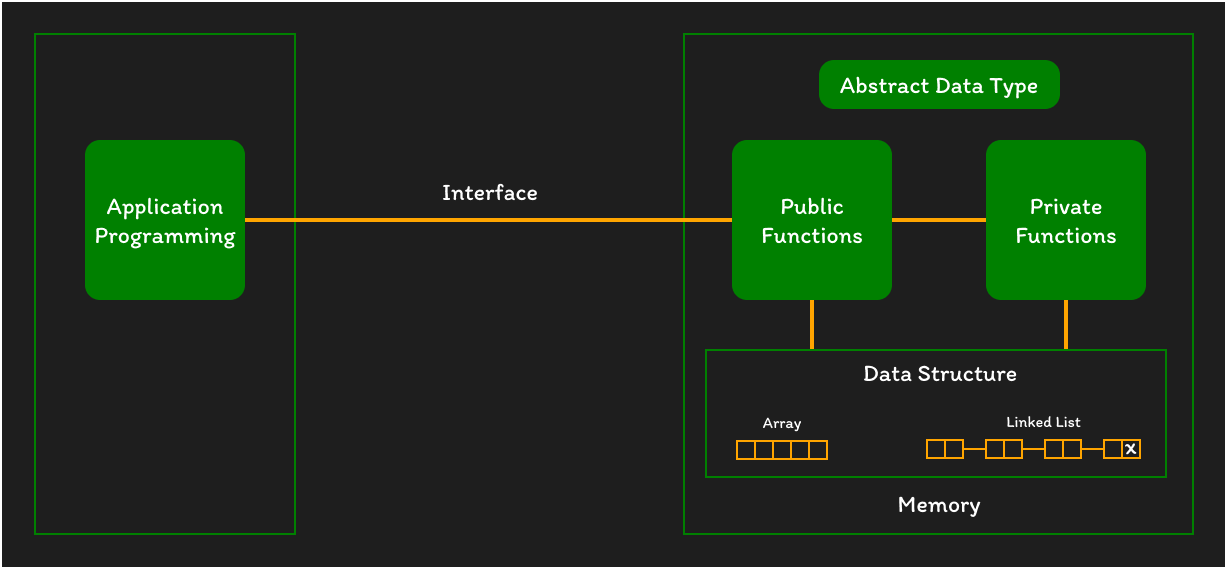 Abstract Data Type
Application
Programming
Interface
Public
Functions
Private
Functions
Data Structure
Array
Linked List
X
Memory